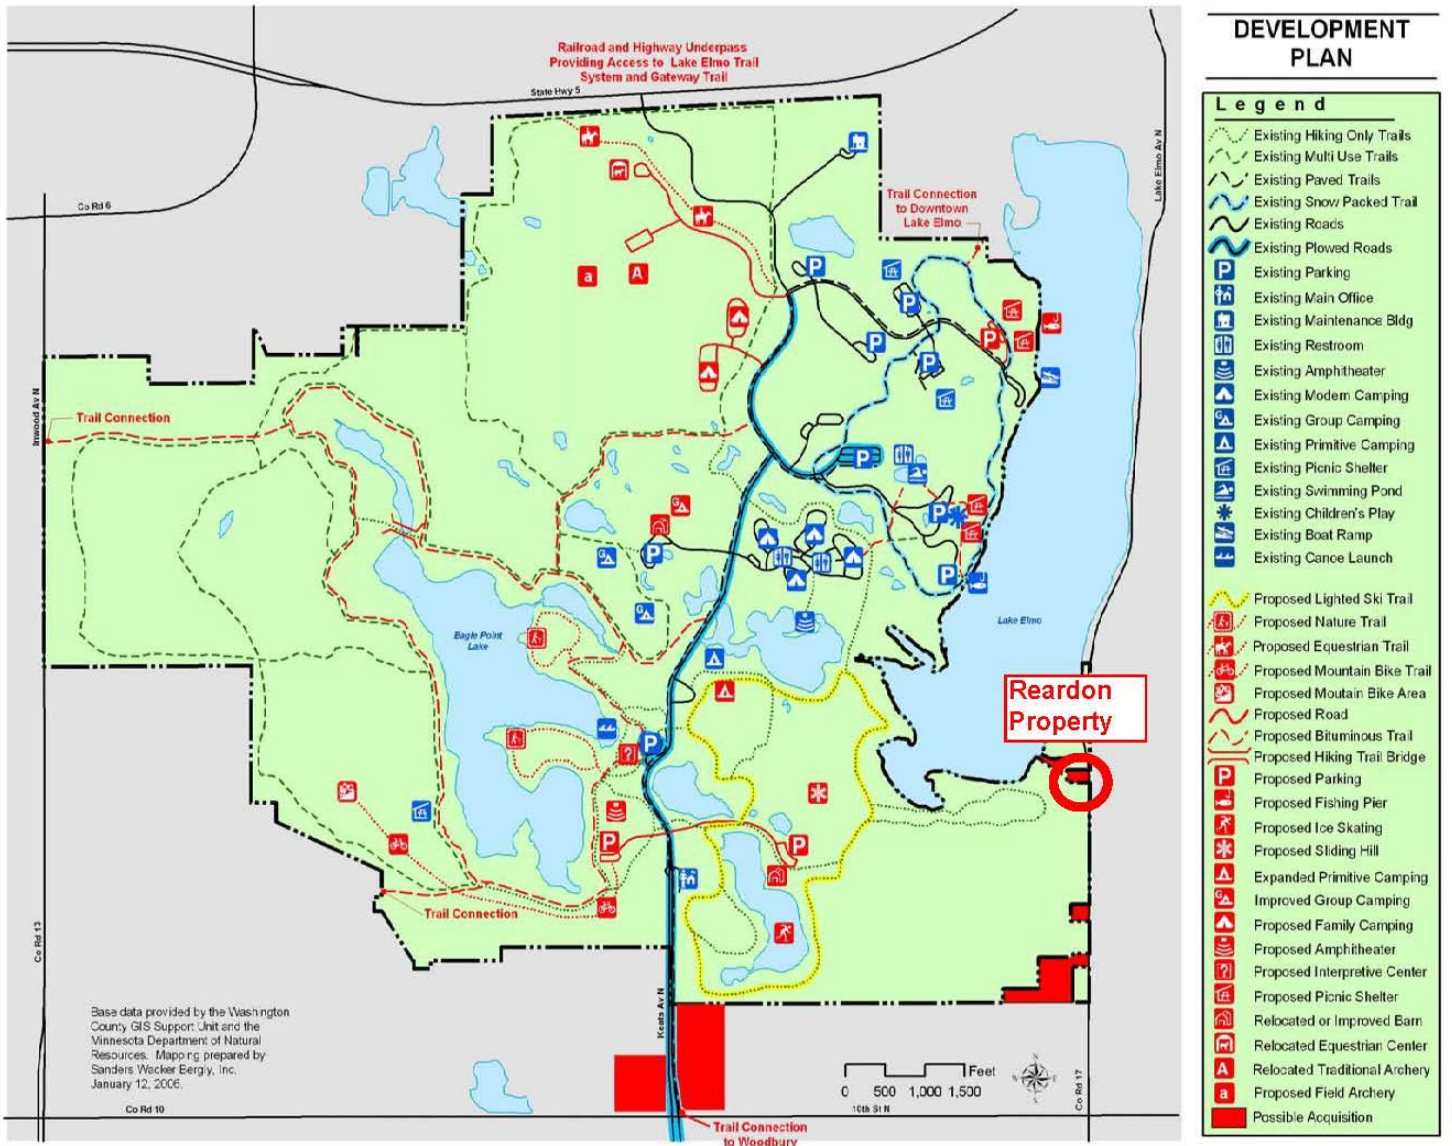 Railroad and Highway Underpass
Providing Access to Lake Elmo Trail
System and Gateway Trail
State Hwy 5
Co Rd 6
Lake Elmo Av N
Trail Connection
to Downtown
Lake Elmo
P
P
P
P
P
a
A
Inwood Av N
Trail Connection
P
G
G
P
P
G
P
Eagle Point
Lake
Lake Elmo
Reardon
Property
P
?
P
P
Trail Connection
Co Rd 13
Keats Av N
Base data provided by the Washington
County GIS Support Unit and the
Minnesota Department of Natural
Resources. Mapping prepared by
Sanders Wacker Bergly, Inc.
January 12, 2006.
Feet
0 500 1,000 1,500
Co Rd 17
Co Rd 10
10th St N
Trail Connection
to Woodbury
DEVELOPMENT
PLAN
Legend
Existing Hiking Only Trails
Existing Multi Use Trails
Existing Paved Trails
Existing Snow Packed Trail
Existing Roads
Existing Plowed Roads
P Existing Parking
Existing Main Office
Existing Maintenance Bldg
Existing Restroom
Existing Amphitheater
Existing Modern Camping
G Existing Group Camping
Existing Primitive Camping
Existing Picnic Shelter
Existing Swimming Pond
Existing Children's Play
Existing Boat Ramp
Existing Canoe Launch
Proposed Lighted Ski Trail
Proposed Nature Trail
Proposed Equestrian Trail
Proposed Mountain Bike Trail
Proposed Moutain Bike Area
Proposed Road
Proposed Bituminous Trail
Proposed Hiking Trail Bridge
P Proposed Parking
Proposed Fishing Pier
Proposed Ice Skating
Proposed Sliding Hill
Expanded Primitive Camping
G Improved Group Camping
Proposed Family Camping
Proposed Amphitheater
? Proposed Interpretive Center
Proposed Picnic Shelter
Relocated or Improved Barn
Relocated Equestrian Center
A Relocated Traditional Archery
a Proposed Field Archery
Possible Acquisition